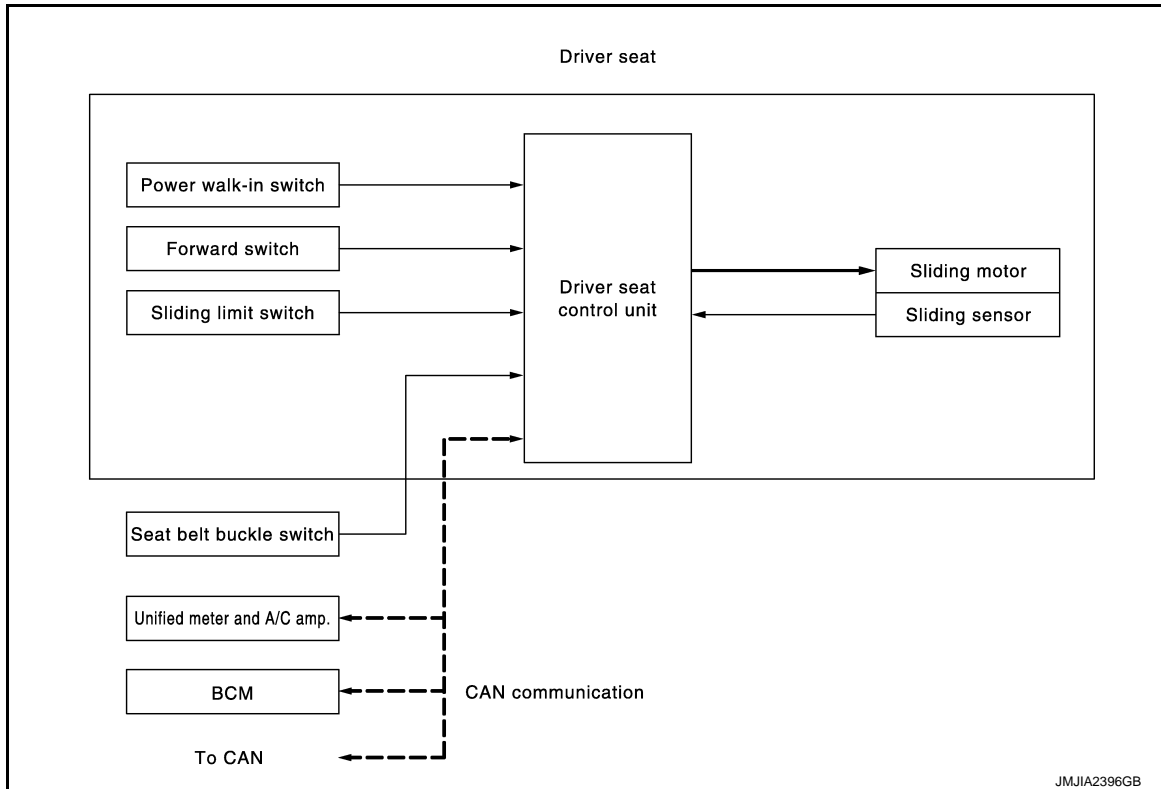 Driver seat
Power walk-in switch
Forward switch
Sliding limit switch
Driver seat
control unit
Sliding motor
Sliding sensor
Seat belt buckle switch
Unified meter and A/C amp.
BCM
CAN communication
To CAN
JMJIA2396GB